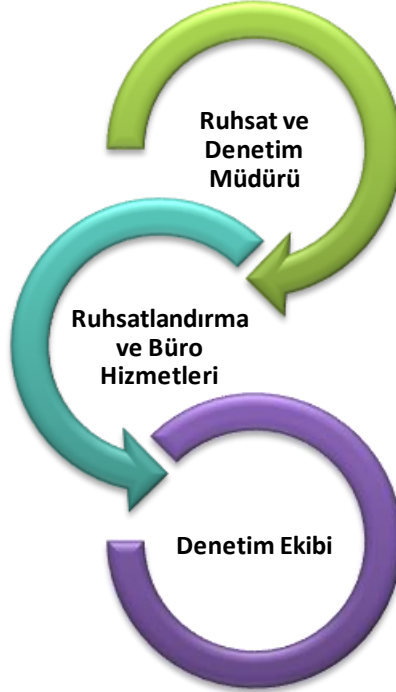 Ruhsat ve
Denetim
Müdürü
Ruhsatlandırma
ve Büro
Hizmetleri
Denetim Ekibi